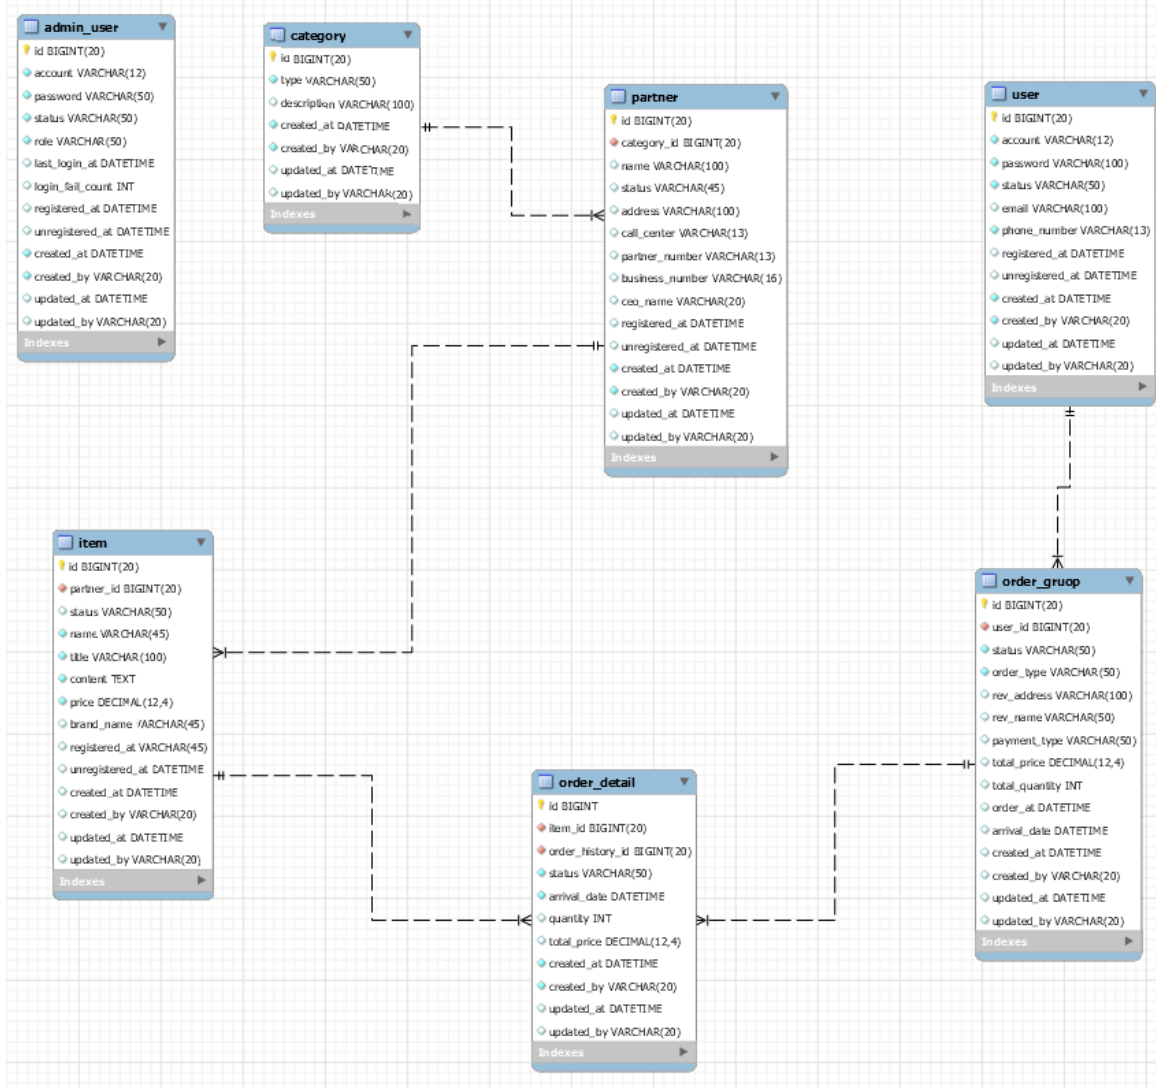 admin_user
id BIGINT(20)
account VARCHAR(12)
password VARCHAR(50)
status VARCHAR(50)
role VARCHAR(50)
last_login_at DATETIME
login_fail_count INT
registered_at DATETIME
unregistered_at DATETIME
created_at DATETIME
created_by VARCHAR(20)
updated_at DATETIME
updated_by VARCHAR(20)
Indexes
category
id BIGINT(20)
type VARCHAR(50)
description VARCHAR(100)
created_at DATETIME
created_by VARCHAR(20)
updated_at DATETIME
updated_by VARCHAR(20)
Indexes
partner
id BIGINT(20)
category_id BIGINT(20)
name VARCHAR(100)
status VARCHAR(45)
address VARCHAR(100)
call_center VARCHAR(13)
partner_number VARCHAR(13)
business_number VARCHAR(16)
ceo_name VARCHAR(20)
registered_at DATETIME
unregistered_at DATETIME
created_at DATETIME
created_by VARCHAR(20)
updated_at DATETIME
updated_by VARCHAR(20)
Indexes
user
id BIGINT(20)
account VARCHAR(12)
password VARCHAR(100)
status VARCHAR(50)
email VARCHAR(100)
phone_number VARCHAR(13)
registered_at DATETIME
unregistered_at DATETIME
created_at DATETIME
created_by VARCHAR(20)
updated_at DATETIME
updated_by VARCHAR(20)
Indexes
item
id BIGINT(20)
partner_id BIGINT(20)
status VARCHAR(50)
name VARCHAR(45)
title VARCHAR(100)
content TEXT
price DECIMAL(12,4)
brand_name VARCHAR(45)
registered_at VARCHAR(45)
unregistered_at DATETIME
created_at DATETIME
created_by VARCHAR(20)
updated_at DATETIME
updated_by VARCHAR(20)
Indexes
order_detail
id BIGINT
item_id BIGINT(20)
order_history_id BIGINT(20)
status VARCHAR(50)
arrival_date DATETIME
quantity INT
total_price DECIMAL(12,4)
created_at DATETIME
created_by VARCHAR(20)
updated_at DATETIME
updated_by VARCHAR(20)
Indexes
order_gruop
id BIGINT(20)
user_id BIGINT(20)
status VARCHAR(50)
order_type VARCHAR(50)
rev_address VARCHAR(100)
rev_name VARCHAR(50)
payment_type VARCHAR(50)
total_price DECIMAL(12,4)
total_quantity INT
order_at DATETIME
arrival_date DATETIME
created_at DATETIME
created_by VARCHAR(20)
updated_at DATETIME
updated_by VARCHAR(20)
Indexes